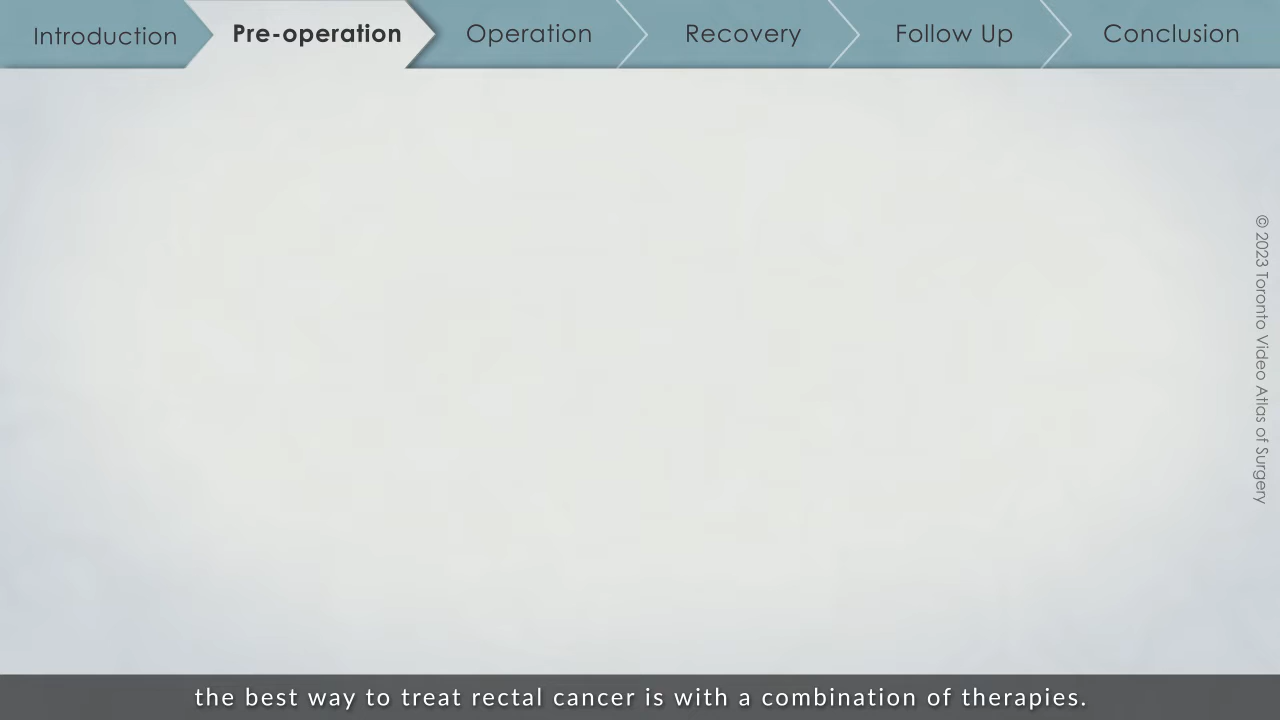 Introduction
Pre-operation
Operation
Recovery
Follow Up
Conclusion
© 2023 Toronto Video Atlas of Surgery
the best way to treat rectal cancer is with a combination of therapies.